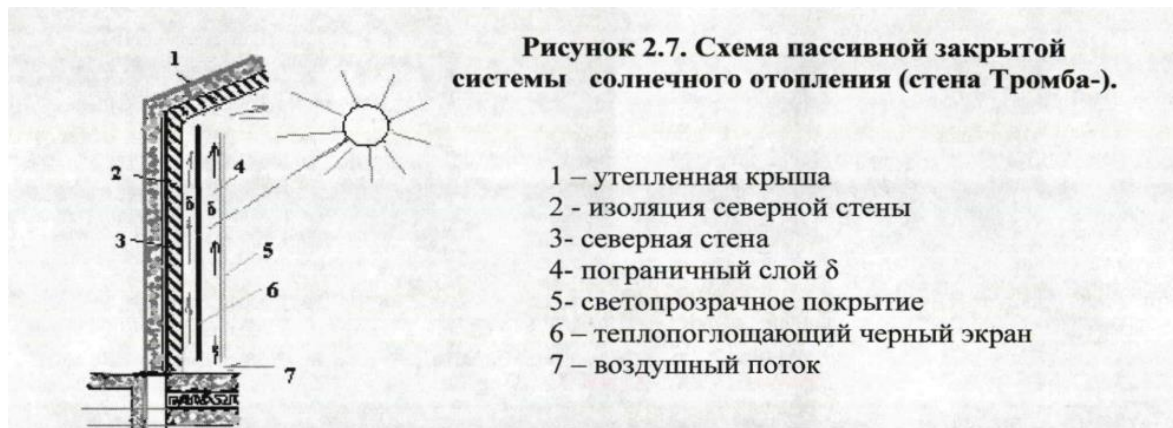 Рисунок 2.7. Схема пассивной закрытой
системы солнечного отопления (стена Тромба-).
1 – утепленная крыша
2 - изоляция северной стены
3- северная стена
4- пограничный слой δ
5- светопрозрачное покрытие
6 – теплопоглощающий черный экран
7 – воздушный поток
1
2
3
4
5
6
7
δ
δ